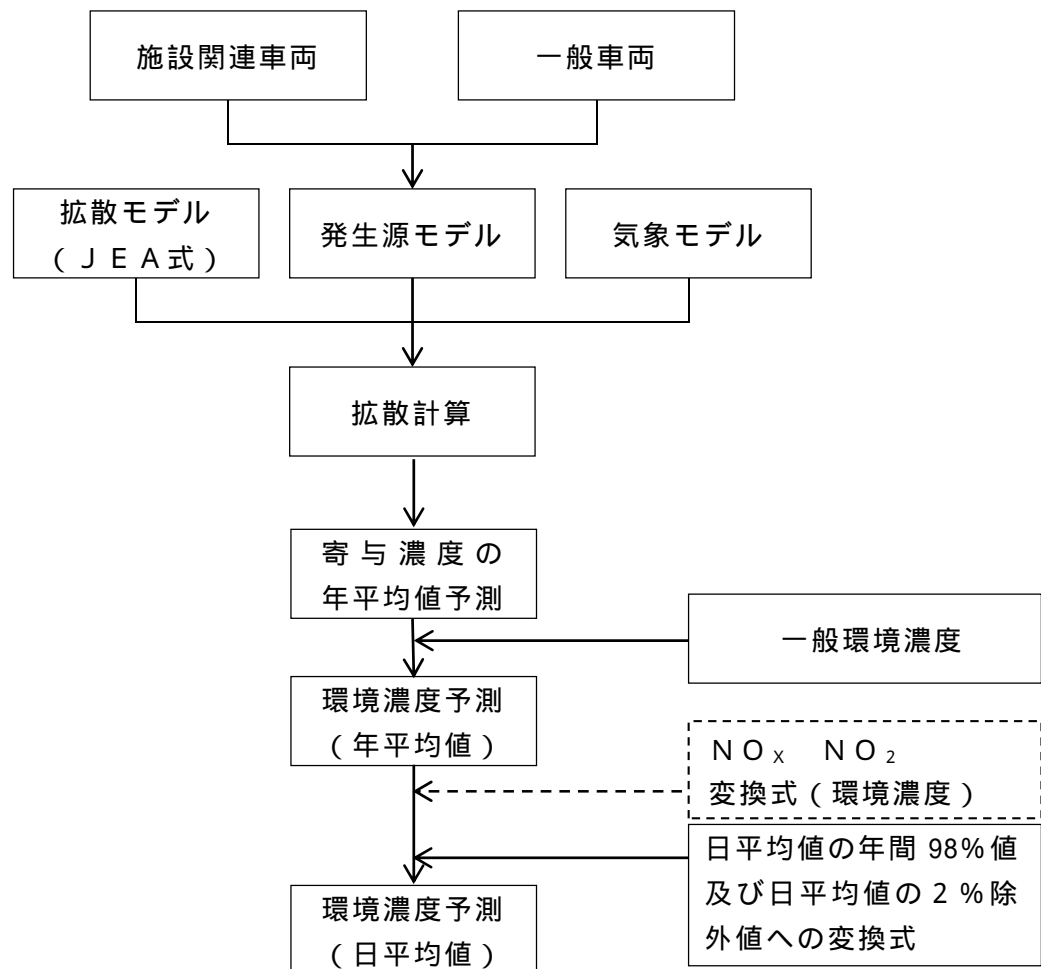 施設関連車両
一般車両
拡散モデル
（ＪＥＡ式）
発生源モデル
気象モデル
拡散計算
寄与濃度の
年平均値予測
一般環境濃度
環境濃度予測
（年平均値）
ＮＯX　ＮＯ2
変換式（環境濃度）
日平均値の年間 98%値
及び日平均値の２％除
外値への変換式
環境濃度予測
（日平均値）